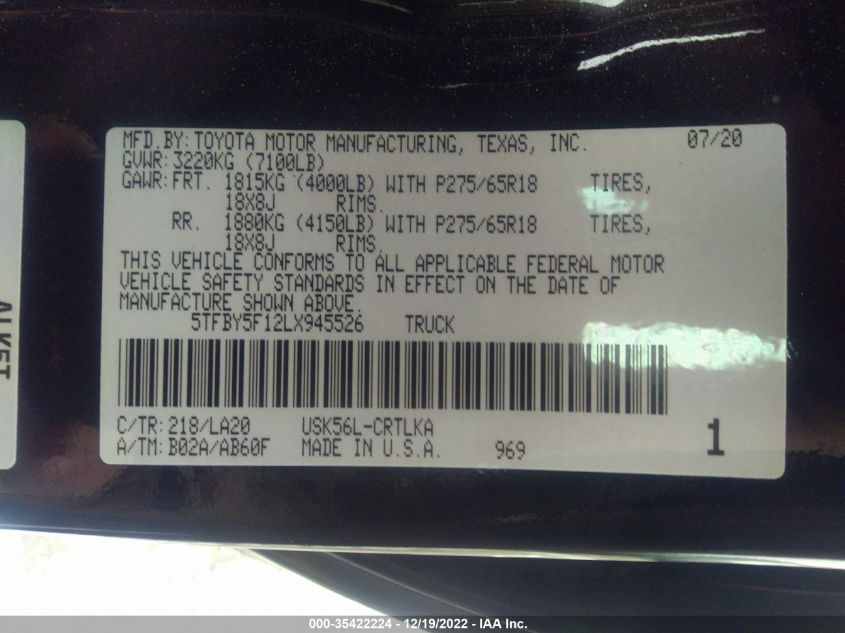 MFD.BY: TOYOTA MOTOR MANUFACTURING, TEXAS, INC. 07/20
GVWR: 3220KG (7100LB)
GAWR: FRT. 1815KG (4000LB) WITH P275/65R18 TIRES,
18X8J RIMS.
RR. 1880KG (4150LB) WITH P275/65R18 TIRES,
18X8J RIMS.
THIS VEHICLE CONFORMS TO ALL APPLICABLE FEDERAL MOTOR
VEHICLE SAFETY STANDARDS IN EFFECT ON THE DATE OF
MANUFACTURE SHOWN ABOVE.
5TFBY5F12LX945526 TRUCK
C/TR: 218/LA20 USK56L-CRTLKA
A/TM: B02A/AB60F MADE IN U.S.A. 969 1
000-35422224 - 12/19/2022 - IAA Inc.